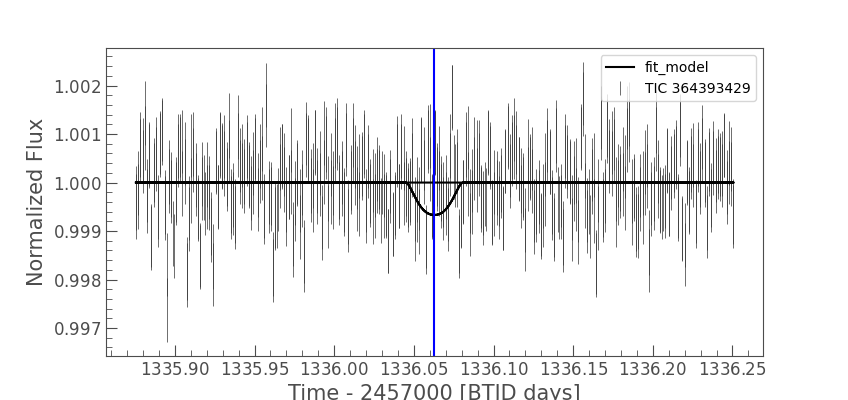 fit_model
TIC 364393429
1.002
1.001
1.000
0.999
0.998
0.997
Normalized Flux
1335.90 1335.95 1336.00 1336.05 1336.10 1336.15 1336.20 1336.25
Time - 2457000 [BTJD days]